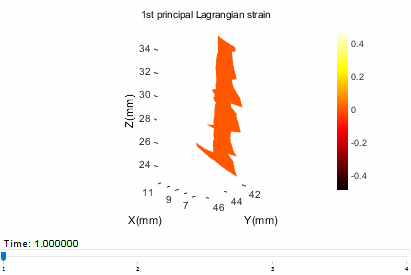 1st principal Lagrangian strain
34
32
30
28
26
24
Z(mm)
11
9
7
X(mm)
46
44
42
Y(mm)
0.4
0.2
0
-0.2
-0.4
Time: 1.000000
1 2 3 4